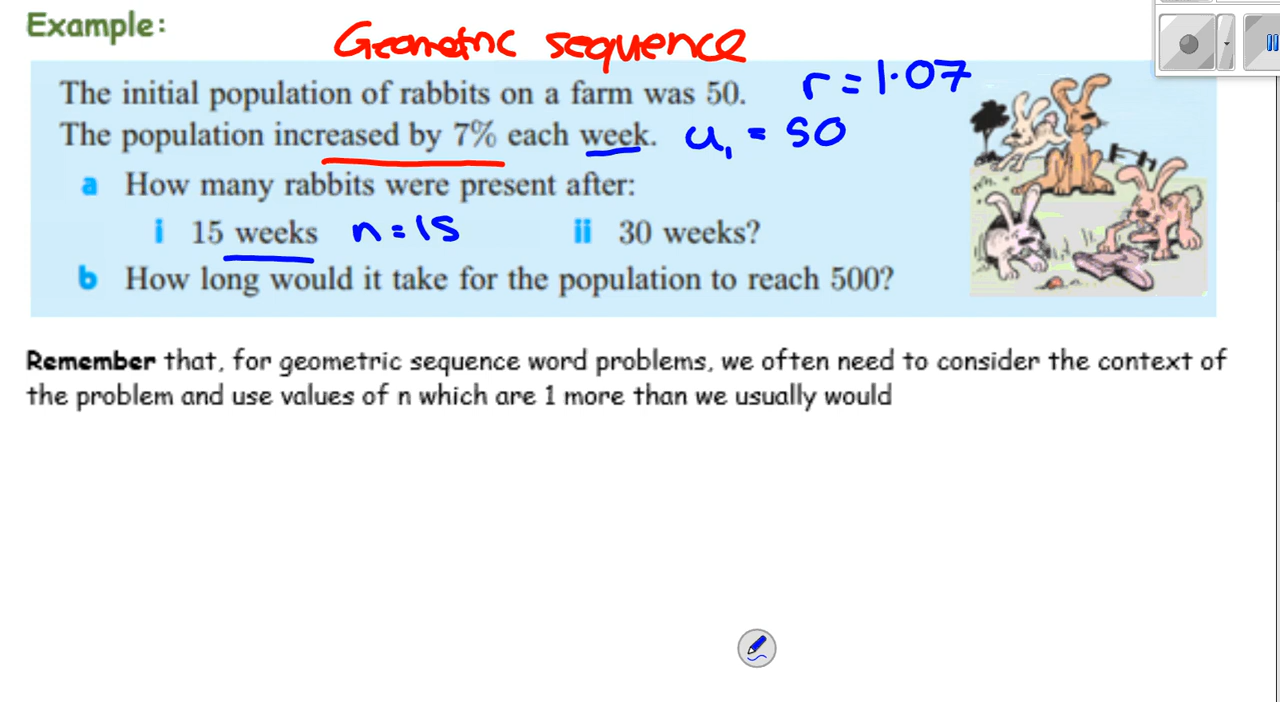 Example:
Geometric sequence
The initial population of rabbits on a farm was 50.
r = 1.07
The population increased by 7% each week.
u₁ = 50
a How many rabbits were present after:
i 15 weeks n = 15 ii 30 weeks?
b How long would it take for the population to reach 500?
Remember that, for geometric sequence word problems, we often need to consider the context of
the problem and use values of n which are 1 more than we usually would